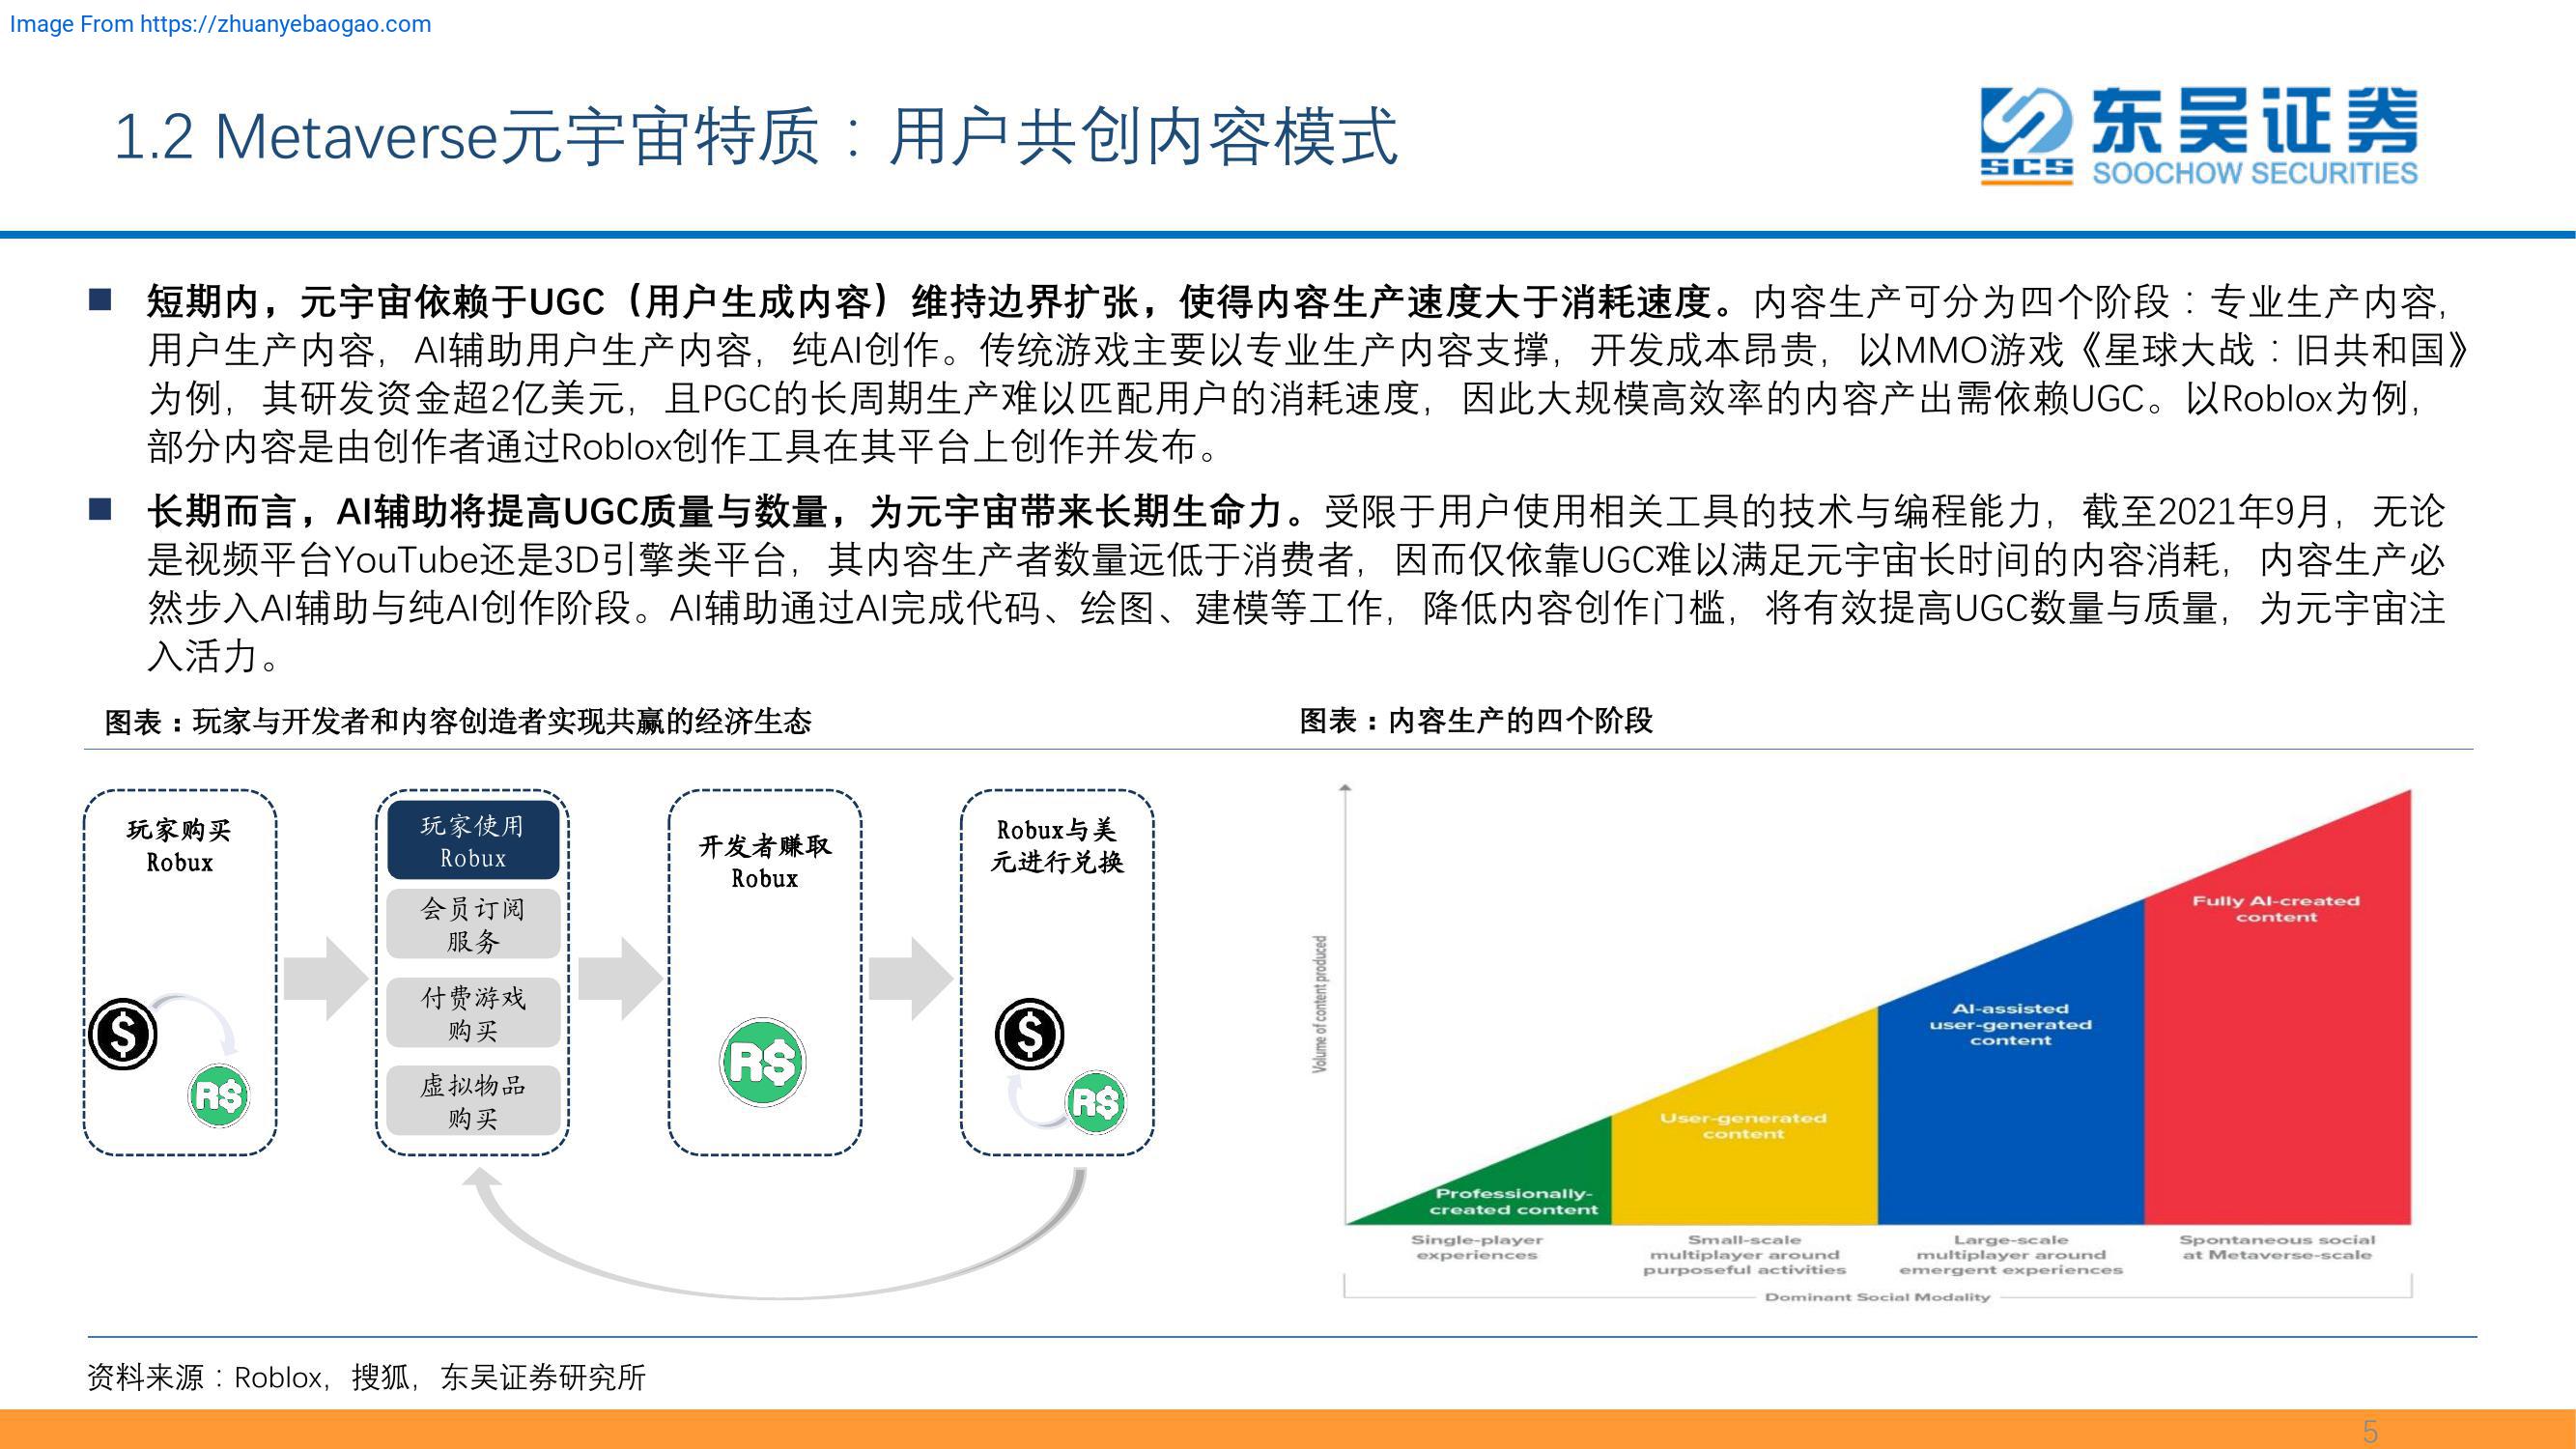 Image From https://zhuanyebaogao.com
1.2 Metaverse元宇宙特质：用户共创内容模式
SCS
东吴证券
SOOCHOW SECURITIES
短期内，元宇宙依赖于UGC（用户生成内容）维持边界扩张，使得内容生产速度大于消耗速度。内容生产可分为四个阶段：专业生产内容，
用户生产内容，AI辅助用户生产内容，纯AI创作。传统游戏主要以专业生产内容支撑，开发成本昂贵，以MMO游戏《星球大战：旧共和国》
为例，其研发资金超2亿美元，且PGC的长周期生产难以匹配用户的消耗速度，因此大规模高效率的内容产出需依赖UGC。以Roblox为例，
部分内容是由创作者通过Roblox创作工具在其平台上创作并发布。
长期而言，AI辅助将提高UGC质量与数量，为元宇宙带来长期生命力。受限于用户使用相关工具的技术与编程能力，截至2021年9月，无论
是视频平台YouTube还是3D引擎类平台，其内容生产者数量远低于消费者，因而仅依靠UGC难以满足元宇宙长时间的内容消耗，内容生产必
然步入AI辅助与纯AI创作阶段。AI辅助通过AI完成代码、绘图、建模等工作，降低内容创作门槛，将有效提高UGC数量与质量，为元宇宙注
入活力。
图表：玩家与开发者和内容创造者实现共赢的经济生态
玩家购买
Robux
$
R$
玩家使用
Robux
会员订阅
服务
付费游戏
购买
虚拟物品
购买
开发者赚取
Robux
R$
Robux与美
元进行兑换
$
R$
图表：内容生产的四个阶段
Volume of content produced
Professionally-
created content
User-generated
content
AI-assisted
user-generated
content
Fully AI-created
content
Single-player
experiences
Small-scale
multiplayer around
purposeful activities
Large-scale
multiplayer around
emergent experiences
Spontaneous social
at Metaverse-scale
Dominant Social Modality
资料来源：Roblox，搜狐，东吴证券研究所
5